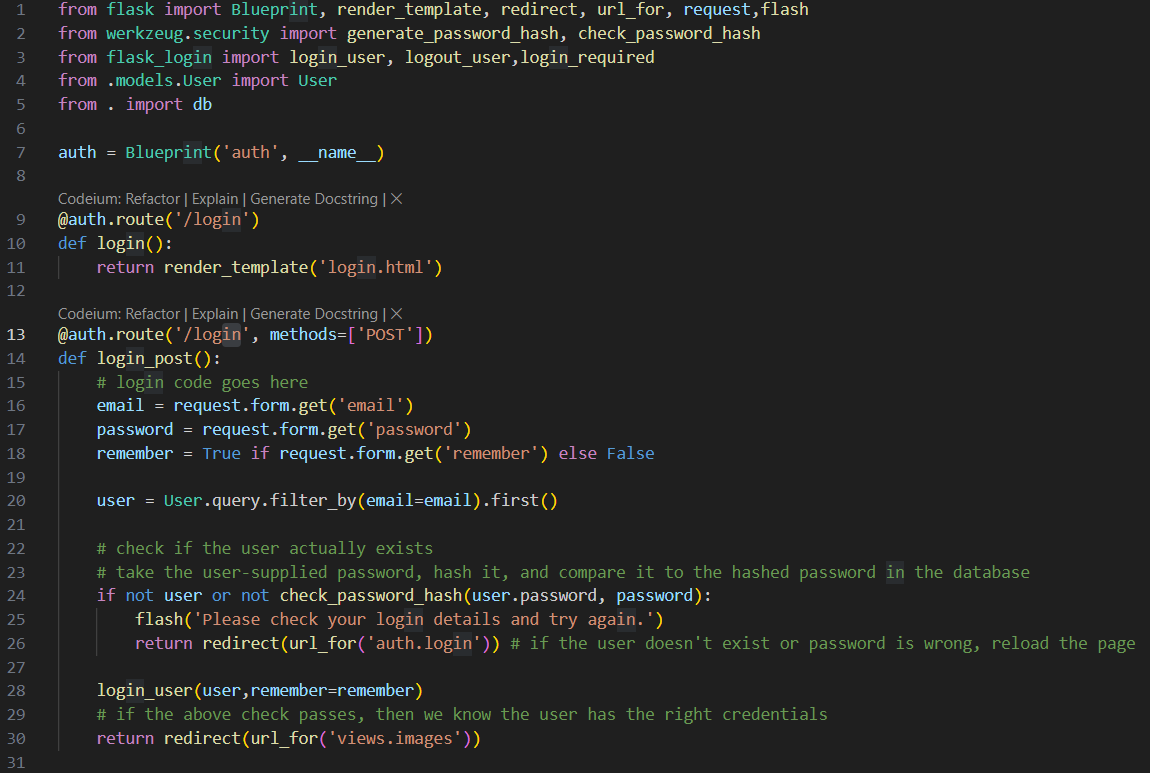 1 from flask import Blueprint, render_template, redirect, url_for, request,flash
2 from werkzeug.security import generate_password_hash, check_password_hash
3 from flask_login import login_user, logout_user,login_required
4 from .models.User import User
5 from . import db
6
7 auth = Blueprint('auth', __name__)
8
Codeium: Refactor | Explain | Generate Docstring | ×
9 @auth.route('/login')
10 def login():
11     return render_template('login.html')
12
Codeium: Refactor | Explain | Generate Docstring | ×
13 @auth.route('/login', methods=['POST'])
14 def login_post():
15     # login code goes here
16     email = request.form.get('email')
17     password = request.form.get('password')
18     remember = True if request.form.get('remember') else False
19
20     user = User.query.filter_by(email=email).first()
21
22     # check if the user actually exists
23     # take the user-supplied password, hash it, and compare it to the hashed password in the database
24     if not user or not check_password_hash(user.password, password):
25         flash('Please check your login details and try again.')
26         return redirect(url_for('auth.login')) # if the user doesn't exist or password is wrong, reload the page
27
28     login_user(user,remember=remember)
29     # if the above check passes, then we know the user has the right credentials
30     return redirect(url_for('views.images'))
31